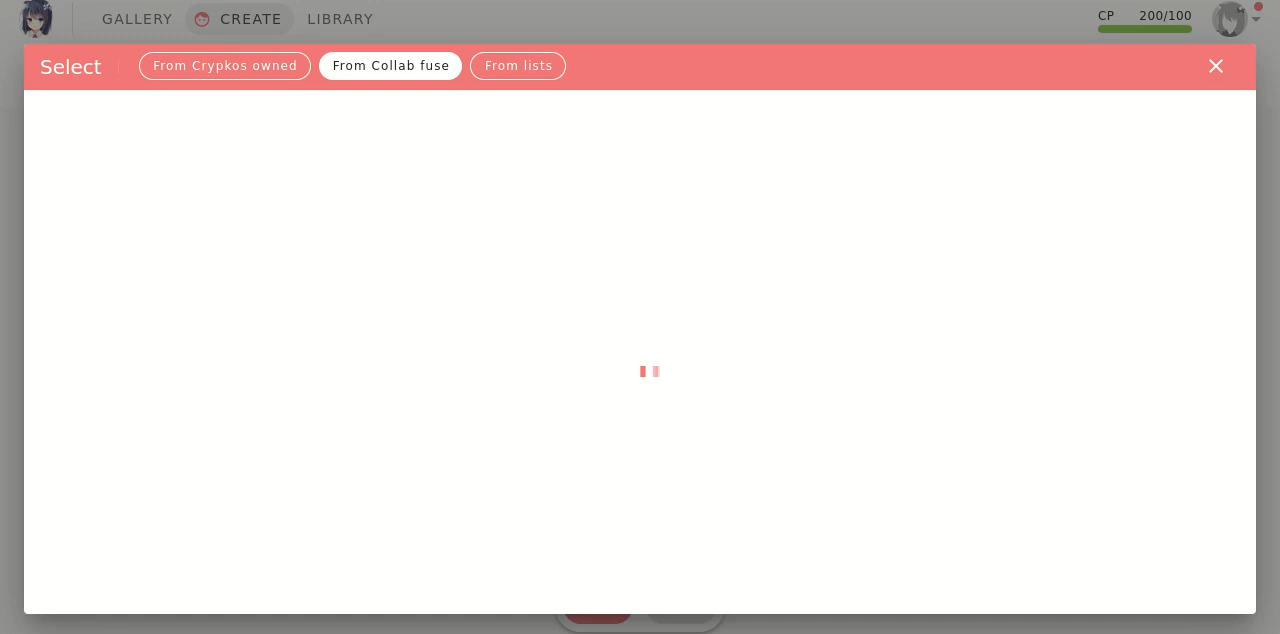 GALLERY CREATE LIBRARY CP 200/100
Select From Crypkos owned From Collab fuse From lists